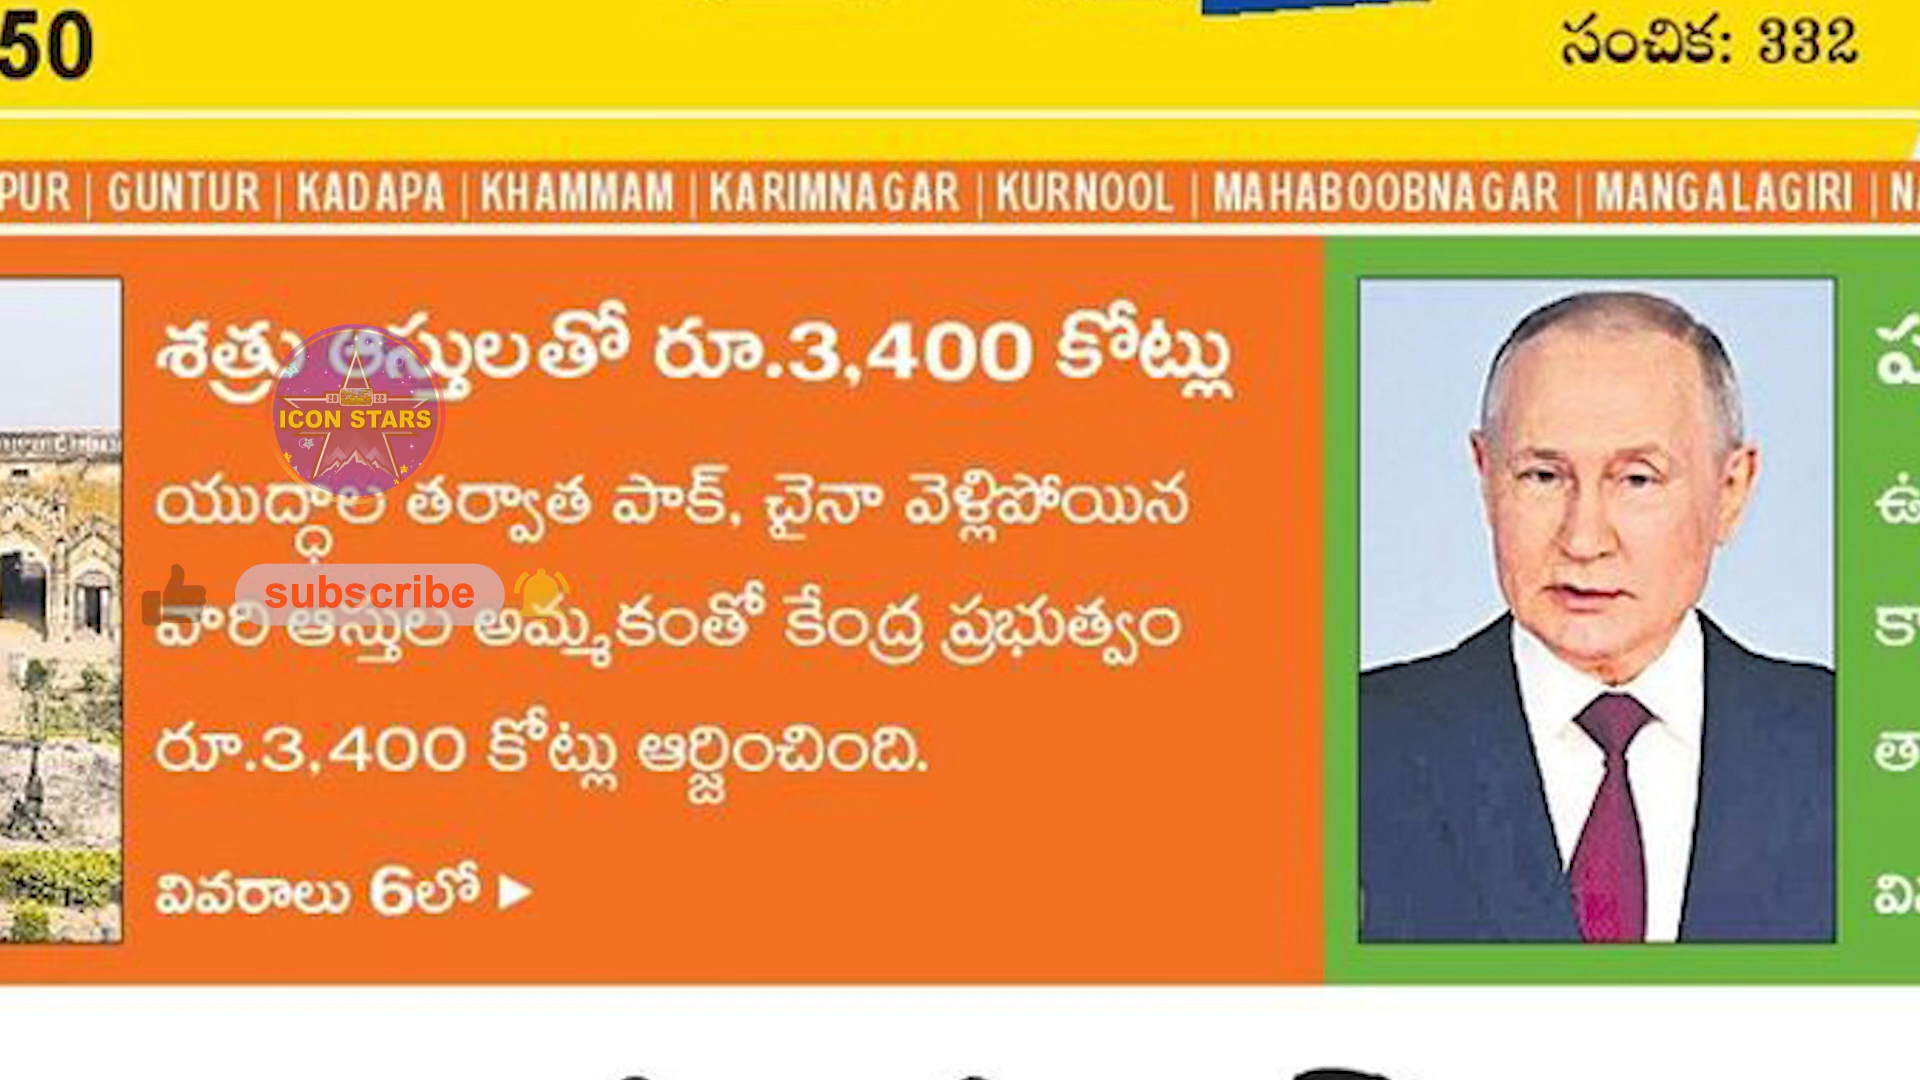 50
సంచిక: 332
PUR | GUNTUR | KADAPA | KHAMMAM | KARIMNAGAR | KURNOOL | MAHABOOBNAGAR | MANGALAGIRI |
శత్రు ఆస్తులతో రూ.3,400 కోట్లు
ICON STARS
యుద్ధాల తర్వాత పాక్, చైనా వెళ్లిపోయిన
subscribe
వారి ఆస్తుల అమ్మకంతో కేంద్ర ప్రభుత్వం
రూ.3,400 కోట్లు ఆర్జించింది.
వివరాలు 6లో